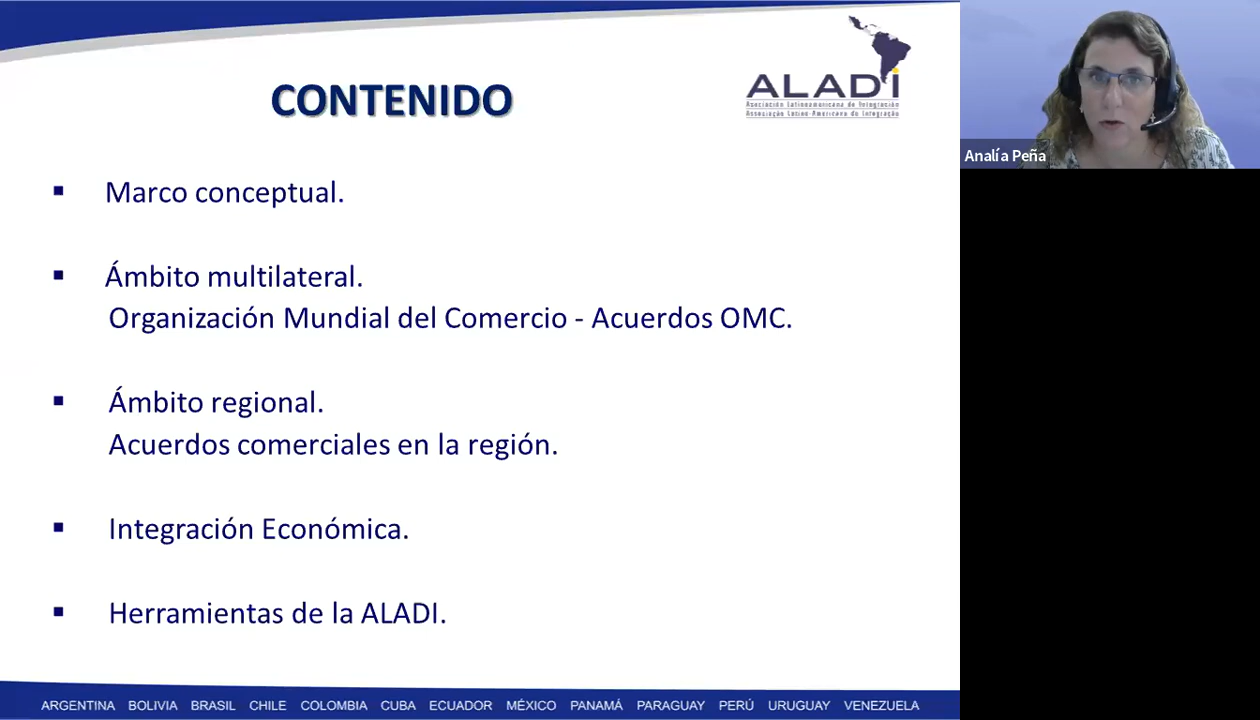 CONTENIDO
ALADI
Asociación Latinoamericana de Integración
Associação Latino-Americana de Integração
Analía Peña
▪ Marco conceptual.
▪ Ámbito multilateral.
Organización Mundial del Comercio - Acuerdos OMC.
▪ Ámbito regional.
Acuerdos comerciales en la región.
▪ Integración Económica.
▪ Herramientas de la ALADI.
ARGENTINA BOLIVIA BRASIL CHILE COLOMBIA CUBA ECUADOR MÉXICO PANAMÁ PARAGUAY PERÚ URUGUAY VENEZUELA